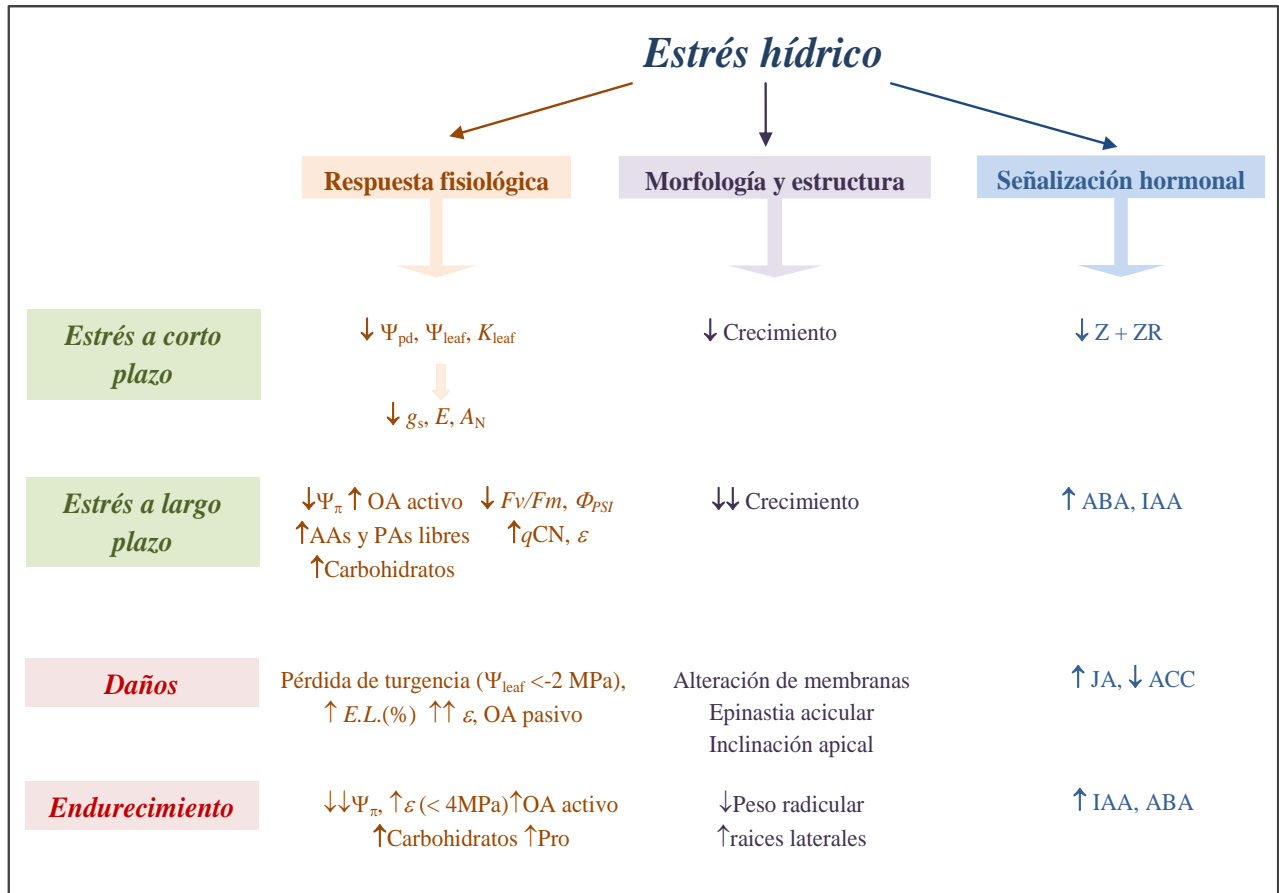 Estrés hídrico
Respuesta fisiológica
Morfología y estructura
Señalización hormonal
Estrés a corto
plazo
↓ Ψpd, Ψleaf, Kleaf
↓ gs, E, AN
↓ Crecimiento
↓ Z + ZR
Estrés a largo
plazo
↓Ψπ ↑ OA activo ↓ Fv/Fm, ΦPSI
↑AAs y PAs libres ↑qCN, ε
↑Carbohidratos
↓↓ Crecimiento
↑ ABA, IAA
Daños
Pérdida de turgencia (Ψleaf <-2 MPa),
↑ E.L.(%) ↑↑ ε, OA pasivo
Alteración de membranas
Epinastia acicular
Inclinación apical
↑ JA, ↓ ACC
Endurecimiento
↓↓Ψπ, ↑ε (< 4MPa)↑OA activo
↑Carbohidratos ↑Pro
↓Peso radicular
↑raices laterales
↑ IAA, ABA